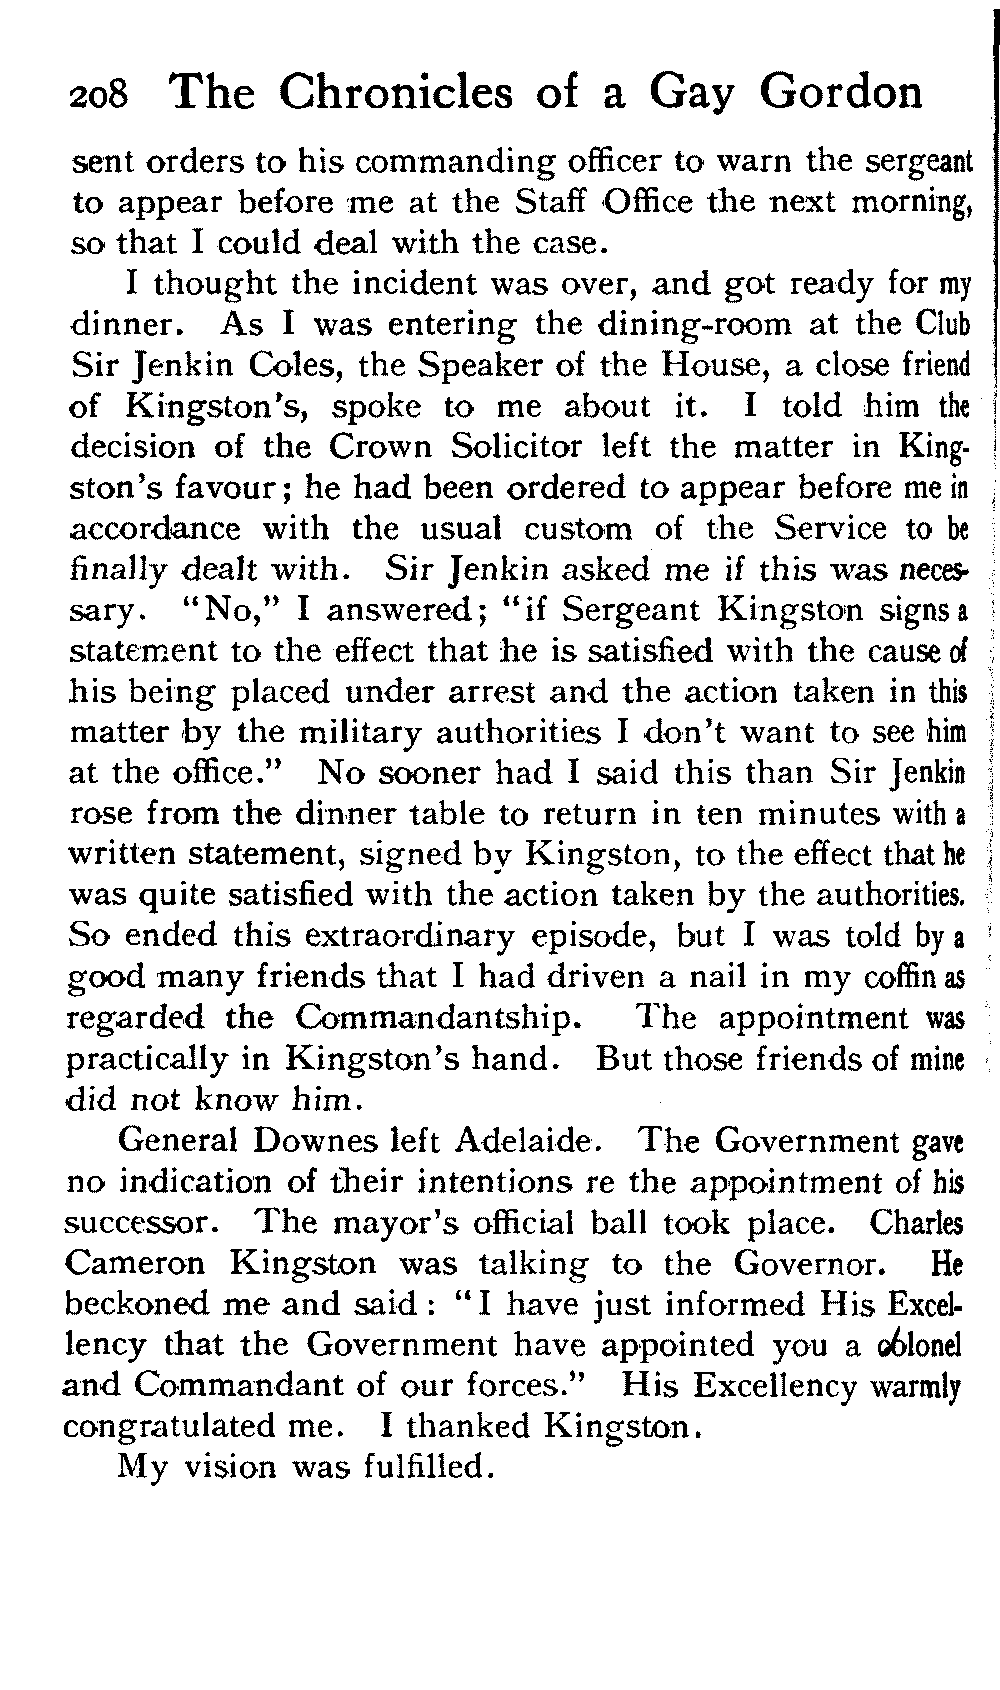 208 The Chronicles of a Gay Gordon
sent orders to his commanding officer to warn the sergeant
to appear before me at the Staff Office the next morning,
so that I could deal with the case.
I thought the incident was over, and got ready for my
dinner. As I was entering the dining-room at the Club
Sir Jenkin Coles, the Speaker of the House, a close friend
of Kingston's, spoke to me about it. I told him the
decision of the Crown Solicitor left the matter in King-
ston's favour; he had been ordered to appear before me in
accordance with the usual custom of the Service to be
finally dealt with. Sir Jenkin asked me if this was neces-
sary. "No," I answered; "if Sergeant Kingston signs a
statement to the effect that he is satisfied with the cause of
his being placed under arrest and the action taken in this
matter by the military authorities I don't want to see him
at the office." No sooner had I said this than Sir Jenkin
rose from the dinner table to return in ten minutes with a
written statement, signed by Kingston, to the effect that he
was quite satisfied with the action taken by the authorities.
So ended this extraordinary episode, but I was told by a
good many friends that I had driven a nail in my coffin as
regarded the Commandantship. The appointment was
practically in Kingston's hand. But those friends of mine
did not know him.
General Downes left Adelaide. The Government gave
no indication of their intentions re the appointment of his
successor. The mayor's official ball took place. Charles
Cameron Kingston was talking to the Governor. He
beckoned me and said: "I have just informed His Excel-
lency that the Government have appointed you a colonel
and Commandant of our forces." His Excellency warmly
congratulated me. I thanked Kingston.
My vision was fulfilled.